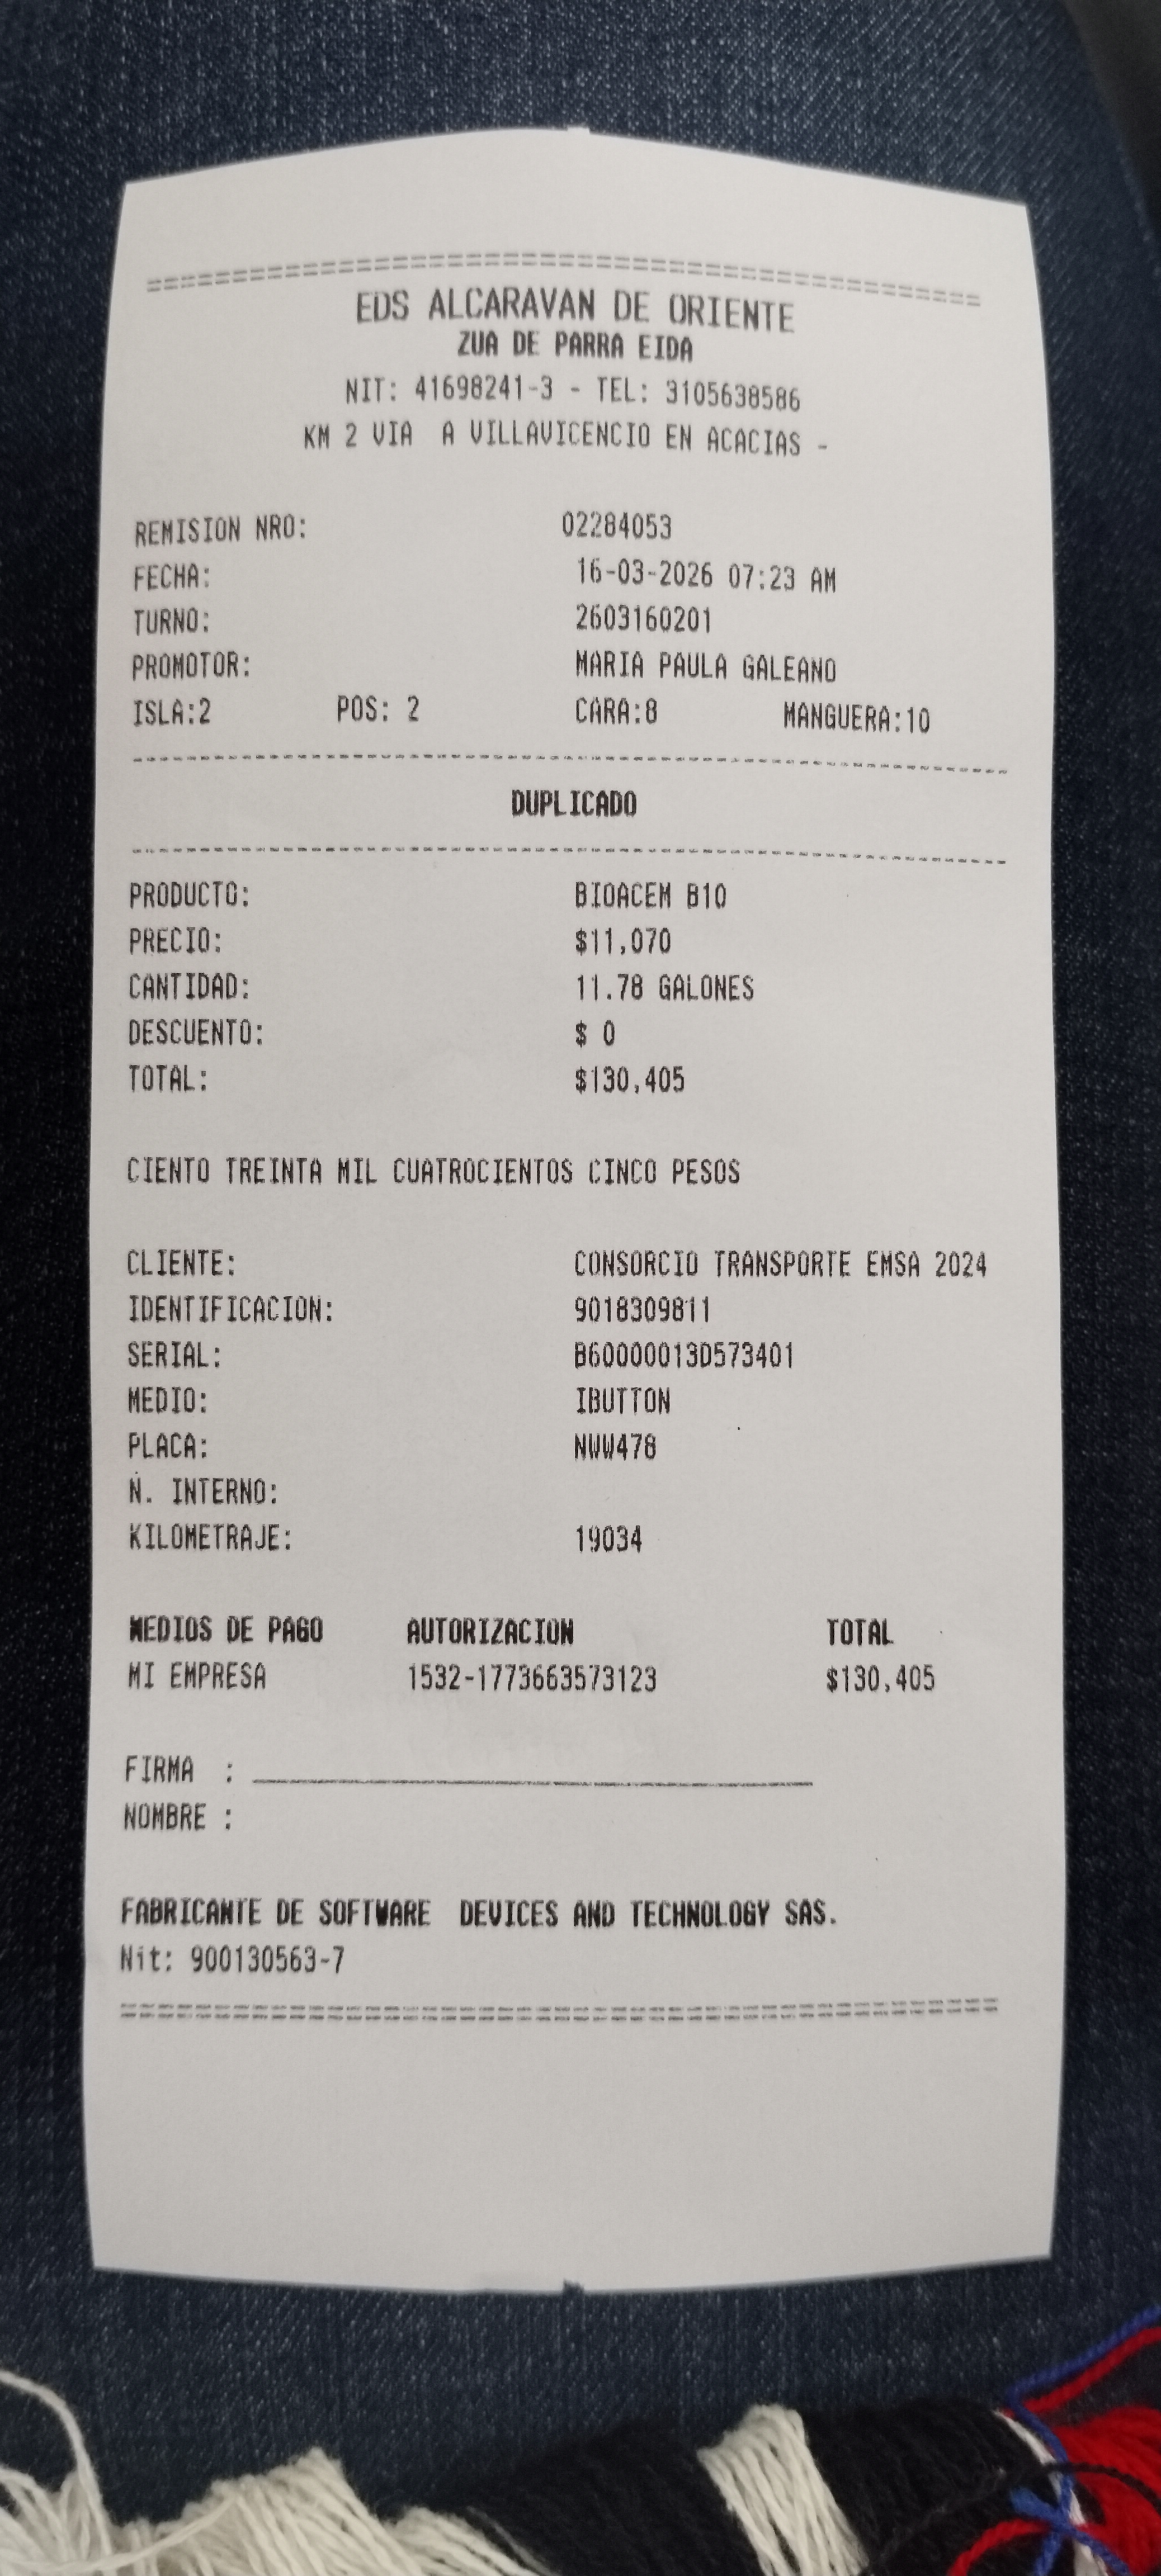 ================================================
EDS ALCARAVAN DE ORIENTE
ZUA DE PARRA EIDA
NIT: 41698241-3 - TEL: 3105638586
KM 2 VIA A VILLAVICENCIO EN ACACIAS -
REMISION NRO: 02284053
FECHA: 16-03-2026 07:23 AM
TURNO: 2603160201
PROMOTOR: MARIA PAULA GALEANO
ISLA:2 POS: 2 CARA:8 MANGUERA:10
DUPLICADO
PRODUCTO: BIOACEM B10
PRECIO: $11,070
CANTIDAD: 11.78 GALONES
DESCUENTO: $ 0
TOTAL: $130,405
CIENTO TREINTA MIL CUATROCIENTOS CINCO PESOS
CLIENTE: CONSORCIO TRANSPORTE EMSA 2024
IDENTIFICACION: 9018309811
SERIAL: B60000013D573401
MEDIO: IBUTTON
PLACA: NWW478
N. INTERNO:
KILOMETRAJE: 19034
MEDIOS DE PAGO AUTORIZACION TOTAL
MI EMPRESA 1532-1773663573123 $130,405
FIRMA :
NOMBRE :
FABRICANTE DE SOFTWARE DEVICES AND TECHNOLOGY SAS.
Nit: 900130563-7